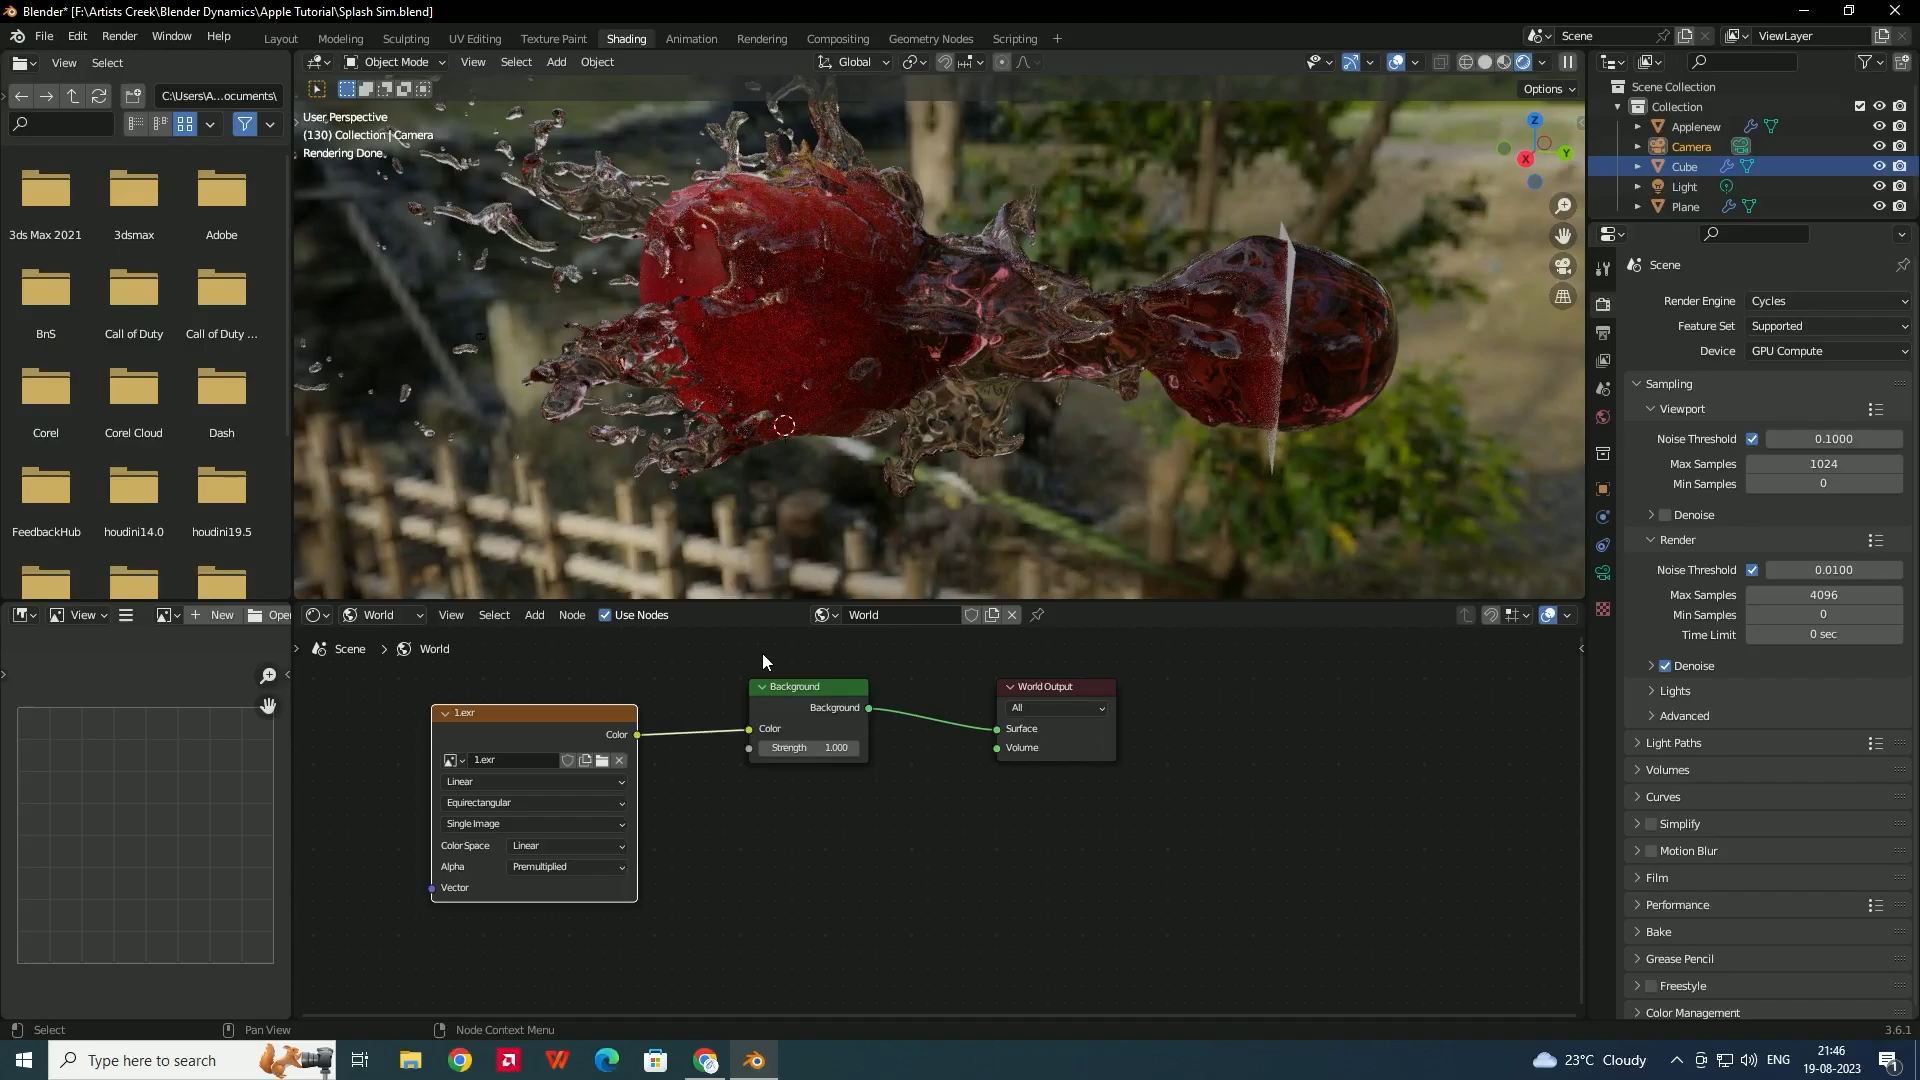 Blender* [F:\Artists Creek\Blender Dynamics\Apple Tutorial\Splash Sim.blend]
File Edit Render Window Help
Layout Modeling Sculpting UV Editing Texture Paint Shading Animation Rendering Compositing Geometry Nodes Scripting +
Scene
ViewLayer
View Select
C:\Users\A...ocuments\
3ds Max 2021 3dsmax Adobe
BnS Call of Duty Call of Duty ...
Corel Corel Cloud Dash
FeedbackHub houdini14.0 houdini19.5
Object Mode View Select Add Object
Global
Options
User Perspective
(130) Collection | Camera
Rendering Done
Z
Y
X
Scene Collection
Collection
Applenew
Camera
Cube
Light
Plane
Scene
Render Engine Cycles
Feature Set Supported
Device GPU Compute
Sampling
Viewport
Noise Threshold 0.1000
Max Samples 1024
Min Samples 0
Denoise
Render
Noise Threshold 0.0100
Max Samples 4096
Min Samples 0
Time Limit 0 sec
Denoise
Lights
Advanced
Light Paths
Volumes
Curves
Simplify
Motion Blur
Film
Performance
Bake
Grease Pencil
Freestyle
Color Management
View
+ New Ope
World View Select Add Node Use Nodes
World
Scene > World
1.exr
Color
1.exr
Linear
Equirectangular
Single Image
Color Space Linear
Alpha Premultiplied
Vector
Background
Background
Color
Strength 1.000
World Output
All
Surface
Volume
Select Pan View Node Context Menu
3.6.1
Type here to search
23°C Cloudy
ENG
21:46
19-08-2023
1